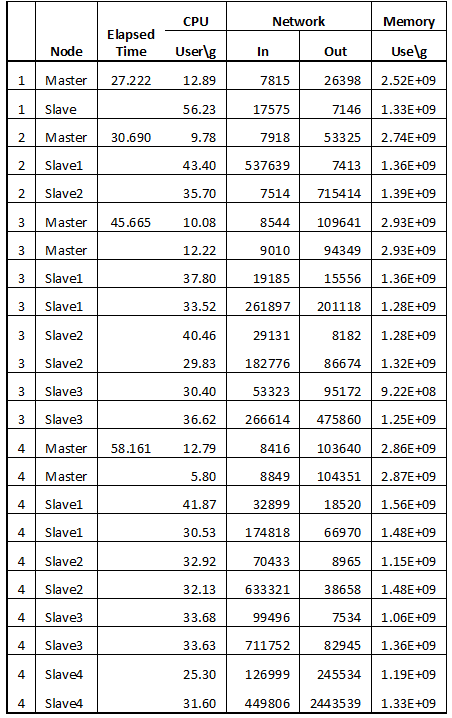 CPU Network Memory
Node Elapsed Time User\g In Out Use\g
1 Master 27.222 12.89 7815 26398 2.52E+09
1 Slave 56.23 17575 7146 1.33E+09
2 Master 30.690 9.78 7918 53325 2.74E+09
2 Slave1 43.40 537639 7413 1.36E+09
2 Slave2 35.70 7514 715414 1.39E+09
3 Master 45.665 10.08 8544 109641 2.93E+09
3 Master 12.22 9010 94349 2.93E+09
3 Slave1 37.80 19185 15556 1.36E+09
3 Slave1 33.52 261897 201118 1.28E+09
3 Slave2 40.46 29131 8182 1.28E+09
3 Slave2 29.83 182776 86674 1.32E+09
3 Slave3 30.40 53323 95172 9.22E+08
3 Slave3 36.62 266614 475860 1.25E+09
4 Master 58.161 12.79 8416 103640 2.86E+09
4 Master 5.80 8849 104351 2.87E+09
4 Slave1 41.87 32899 18520 1.56E+09
4 Slave1 30.53 174818 66970 1.48E+09
4 Slave2 32.92 70433 8965 1.15E+09
4 Slave2 32.13 633321 38658 1.48E+09
4 Slave3 33.68 99496 7534 1.06E+09
4 Slave3 33.63 711752 82945 1.36E+09
4 Slave4 25.30 126999 245534 1.19E+09
4 Slave4 31.60 449806 2443539 1.33E+09